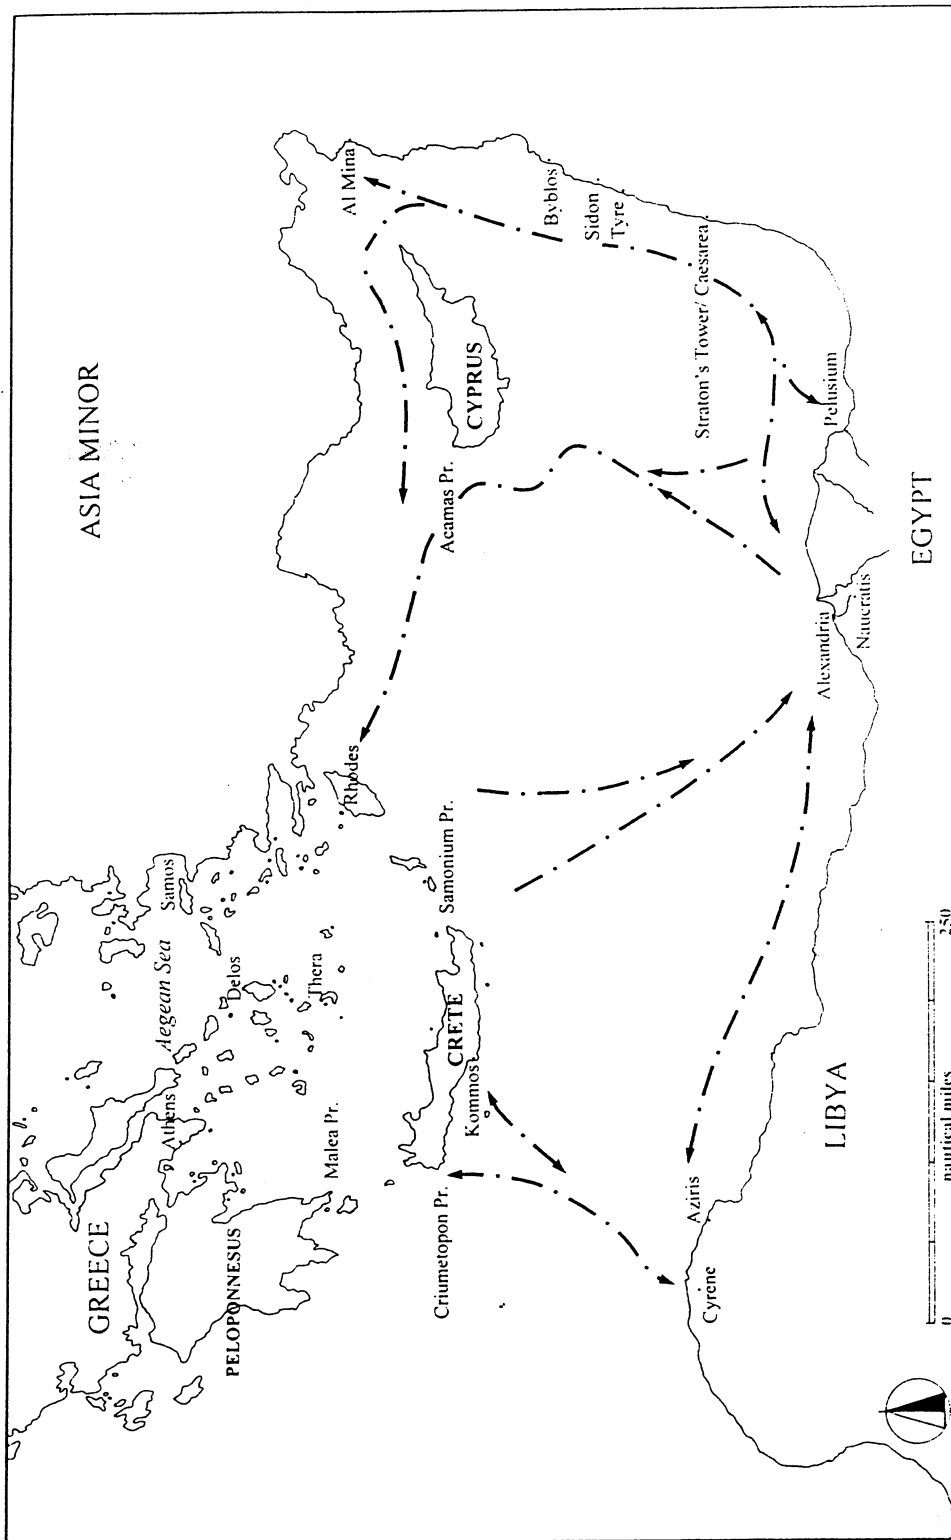 ASIA MINOR
GREECE
PELOPONNESUS
Athens
Aegean Sea
Samos
Delos
Thera
Malea Pr.
Rhodes
Al Mina
CYPRUS
Acamas Pr.
Byblos
Sidon
Tyre
Straton's Tower/ Caesarea
Criumetopon Pr.
Kommos
CRETE
Samonium Pr.
Cyrene
Aziris
LIBYA
Alexandria
Naucratis
Pelusium
EGYPT
0
250
nautical miles